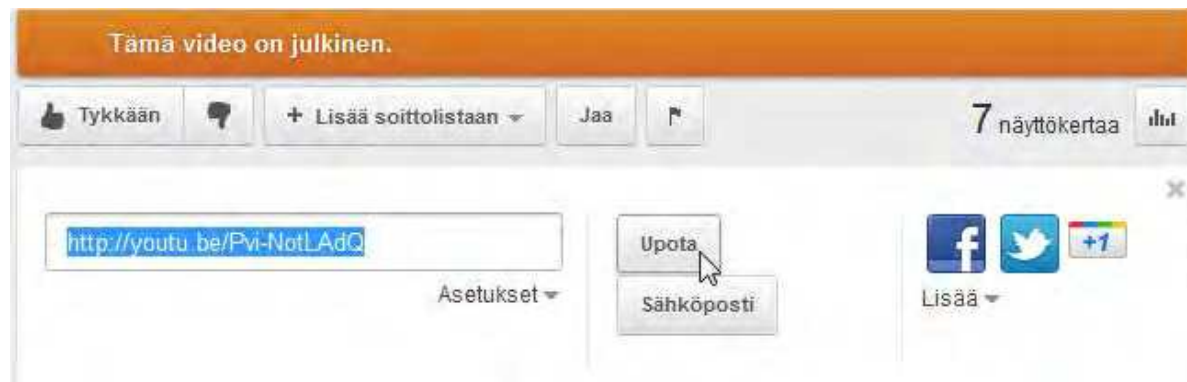 Tämä video on julkinen.
Tykkään + Lisää soittolistaan Jaa 7 näyttökertaa
http://youtu.be/Pvi-NotLAdQ Upota f +1
Asetukset Sähköposti Lisää